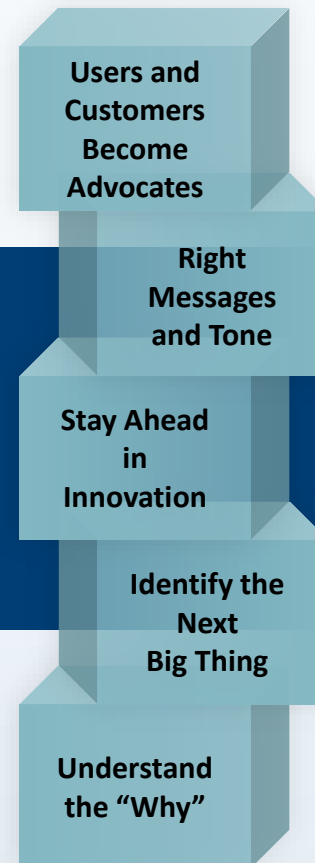 Users and
Customers
Become
Advocates
Right
Messages
and Tone
Stay Ahead
in
Innovation
Identify the
Next
Big Thing
Understand
the “Why”